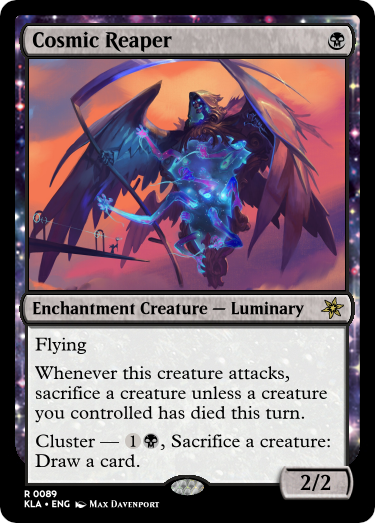 Cosmic Reaper
Enchantment Creature — Luminary
Flying
Whenever this creature attacks,
sacrifice a creature unless a creature
you controlled has died this turn.
Cluster — 1, Sacrifice a creature:
Draw a card.
2/2
R 0089
KLA • ENG Max Davenport